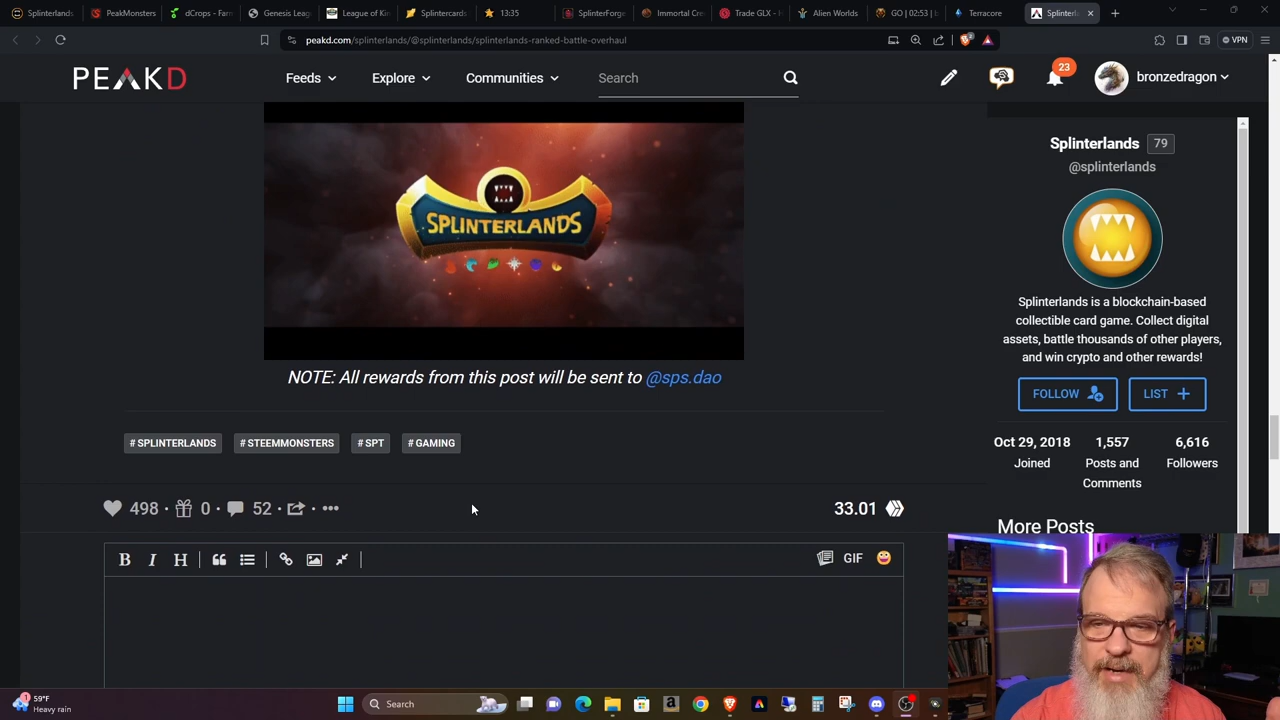 Splinterlands
PeakMonsters
dCrops - Farm
Genesis Leag
League of Kin
Splintercards
13:35
SplinterForge
Immortal Cre
Trade GLX - H
Alien Worlds
GO | 02:53 | b
Terracore
Splinterl
peakd.com/splinterlands/@splinterlands/splinterlands-ranked-battle-overhaul
VPN
PEAKD
Feeds
Explore
Communities
Search
23
bronzedragon
SPLINTERLANDS
NOTE: All rewards from this post will be sent to @sps.dao
# SPLINTERLANDS
# STEEMMONSTERS
# SPT
# GAMING
498 · 0 · 52 · · •••
33.01
B I H
GIF
Splinterlands 79
@splinterlands
Splinterlands is a blockchain-based
collectible card game. Collect digital
assets, battle thousands of other players,
and win crypto and other rewards!
FOLLOW
LIST
Oct 29, 2018
Joined
1,557
Posts and
Comments
6,616
Followers
More Posts
1
59°F
Heavy rain
Search